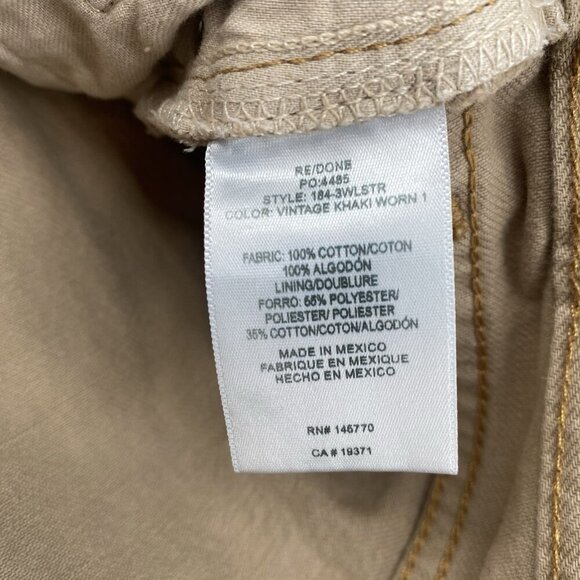 RE/DONE
PO:4485
STYLE: 184-3WLSTR
COLOR: VINTAGE KHAKI WORN 1
FABRIC: 100% COTTON/COTON
100% ALGODÓN
LINING/DOUBLURE
FORRO: 65% POLYESTER/
POLIESTER/ POLIESTER
35% COTTON/COTON/ALGODÓN
MADE IN MEXICO
FABRIQUE EN MEXIQUE
HECHO EN MEXICO
RN# 146770
CA # 19371